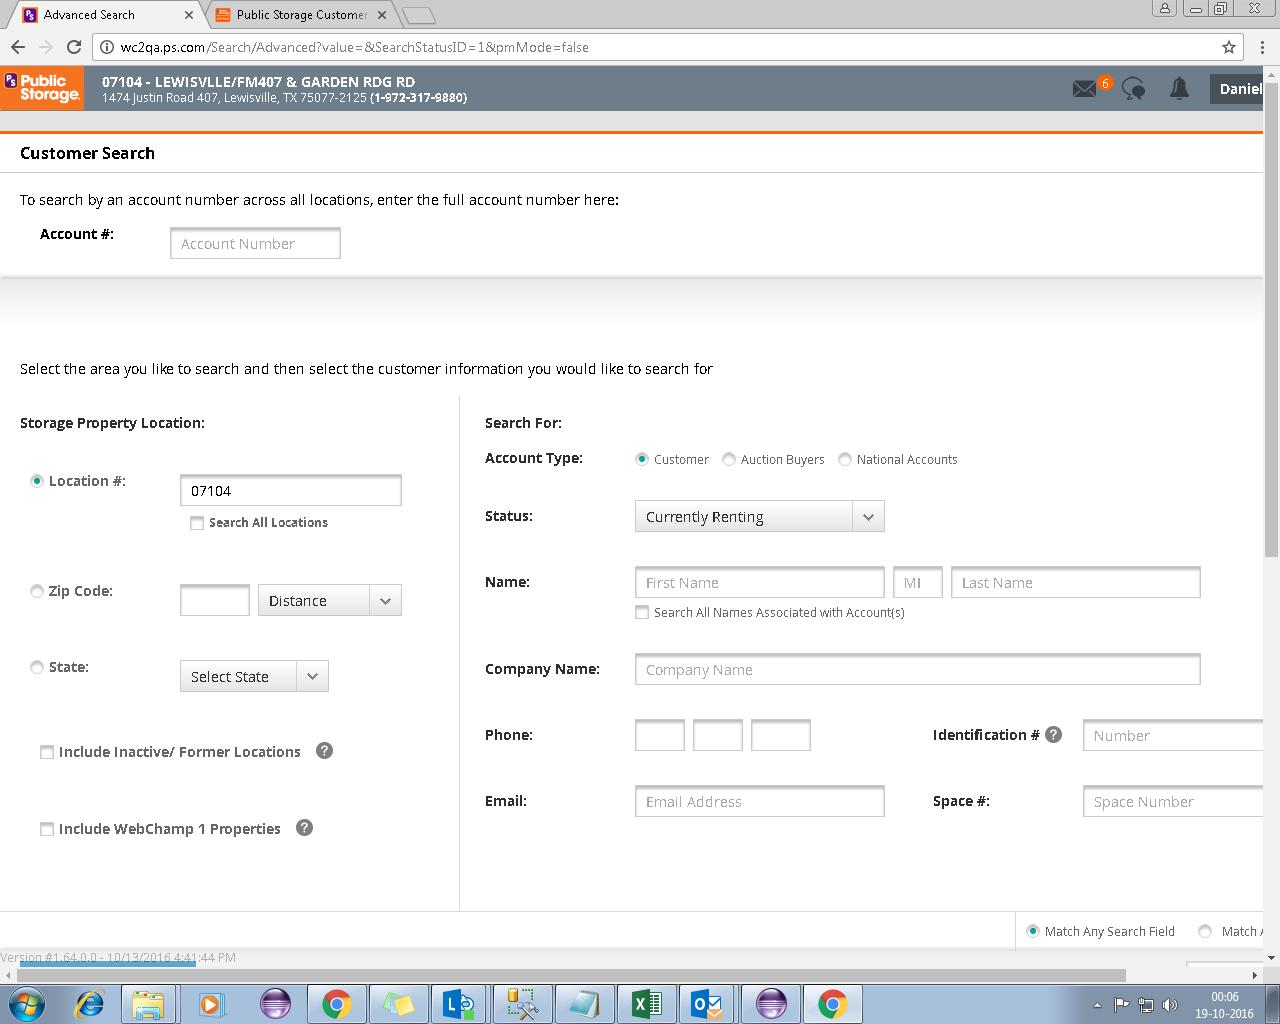 Advanced Search
Public Storage Customer
wc2qa.ps.com/Search/Advanced?value=&SearchStatusID=1&pmMode=false
PS Public Storage.
07104 - LEWISVLLE/FM407 & GARDEN RDG RD
1474 Justin Road 407, Lewisville, TX 75077-2125 (1-972-317-9880)
6
Daniel
Customer Search
To search by an account number across all locations, enter the full account number here:
Account #:
Account Number
Select the area you like to search and then select the customer information you would like to search for
Storage Property Location:
Location #:
07104
Search All Locations
Zip Code:
Distance
State:
Select State
Include Inactive/ Former Locations ?
Include WebChamp 1 Properties ?
Search For:
Account Type:
Customer
Auction Buyers
National Accounts
Status:
Currently Renting
Name:
First Name
MI
Last Name
Search All Names Associated with Account(s)
Company Name:
Company Name
Phone:
Identification # ?
Number
Email:
Email Address
Space #:
Space Number
Match Any Search Field
Match
Version #1.64.0.0 - 10/13/2016 4:41:44 PM
00:06
19-10-2016